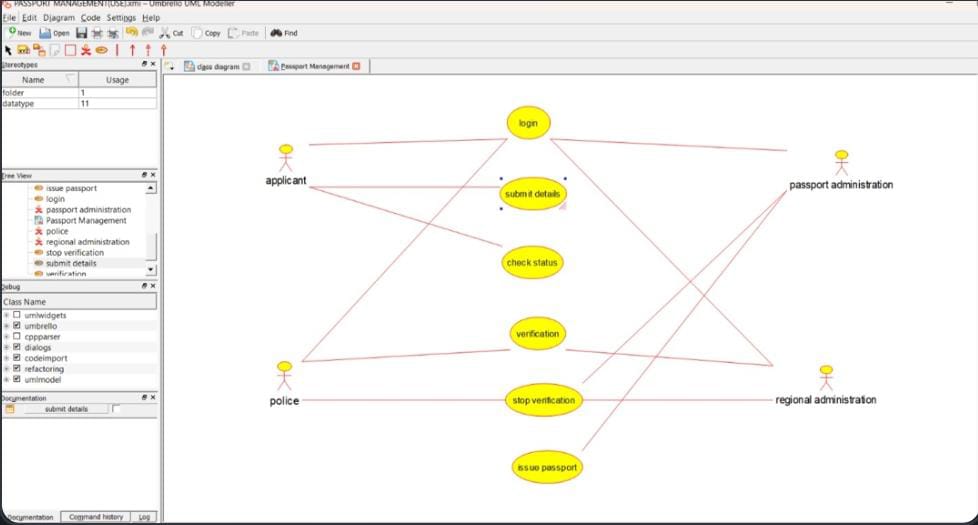 PASSPORT MANAGEMENT(USE).xmi – Umbrello UML Modeller
File Edit Diagram Code Settings Help
New Open Cut Copy Paste Find
Stereotypes
Name Usage
folder 1
datatype 11
Tree View
issue passport
login
passport administration
Passport Management
police
regional administration
stop verification
submit details
verification
Debug
Class Name
umlwidgets
umbrello
cppparser
dialogs
codeimport
refactoring
umlmodel
Documentation
submit details
Documentation Command history Log
class diagram Passport Management
login
applicant
passport administration
submit details
check status
verification
police
stop verification
regional administration
issue passport